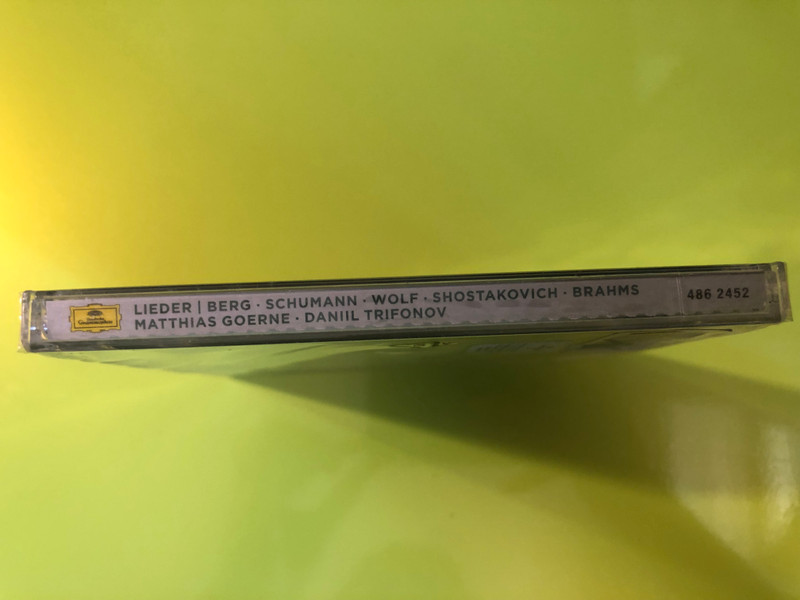 LIEDER | BERG · SCHUMANN · WOLF · SHOSTAKOVICH · BRAHMS
MATTHIAS GOERNE · DANIIL TRIFONOV
486 2452